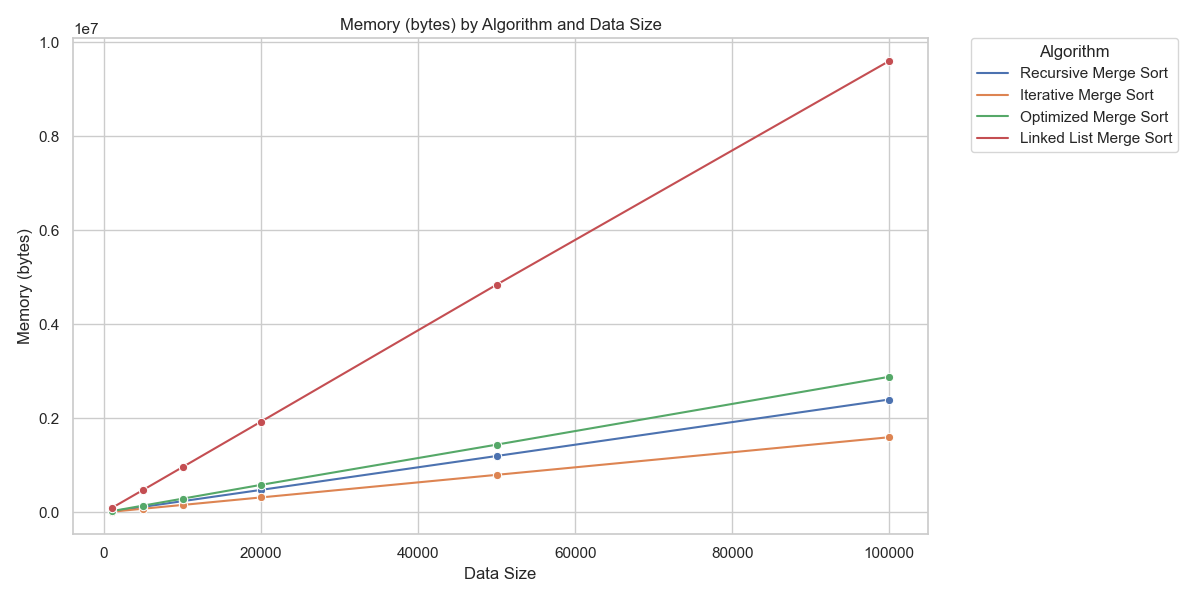 Memory (bytes) by Algorithm and Data Size
1e7
1.0
0.8
0.6
0.4
0.2
0.0
Memory (bytes)
0 20000 40000 60000 80000 100000
Data Size
Algorithm
Recursive Merge Sort
Iterative Merge Sort
Optimized Merge Sort
Linked List Merge Sort